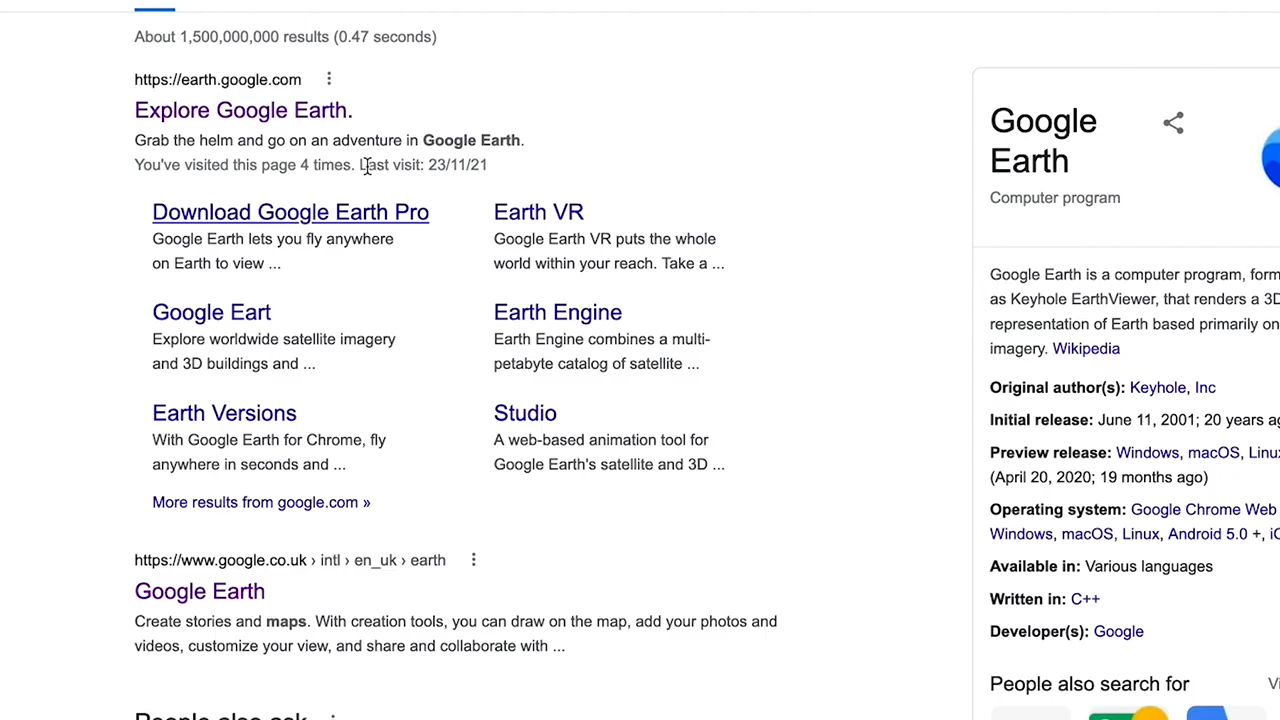 About 1,500,000,000 results (0.47 seconds)
https://earth.google.com
Explore Google Earth.
Grab the helm and go on an adventure in Google Earth.
You've visited this page 4 times. Last visit: 23/11/21
Download Google Earth Pro
Google Earth lets you fly anywhere
on Earth to view ...
Earth VR
Google Earth VR puts the whole
world within your reach. Take a ...
Google Eart
Explore worldwide satellite imagery
and 3D buildings and ...
Earth Engine
Earth Engine combines a multi-
petabyte catalog of satellite ...
Earth Versions
With Google Earth for Chrome, fly
anywhere in seconds and ...
Studio
A web-based animation tool for
Google Earth's satellite and 3D ...
More results from google.com »
https://www.google.co.uk › intl › en_uk › earth
Google Earth
Create stories and maps. With creation tools, you can draw on the map, add your photos and
videos, customize your view, and share and collaborate with ...
People also ask
Google
Earth
Computer program
Google Earth is a computer program, form
as Keyhole EarthViewer, that renders a 3D
representation of Earth based primarily on
imagery. Wikipedia
Original author(s): Keyhole, Inc
Initial release: June 11, 2001; 20 years ag
Preview release: Windows, macOS, Linu
(April 20, 2020; 19 months ago)
Operating system: Google Chrome Web
Windows, macOS, Linux, Android 5.0 +, iO
Available in: Various languages
Written in: C++
Developer(s): Google
People also search for